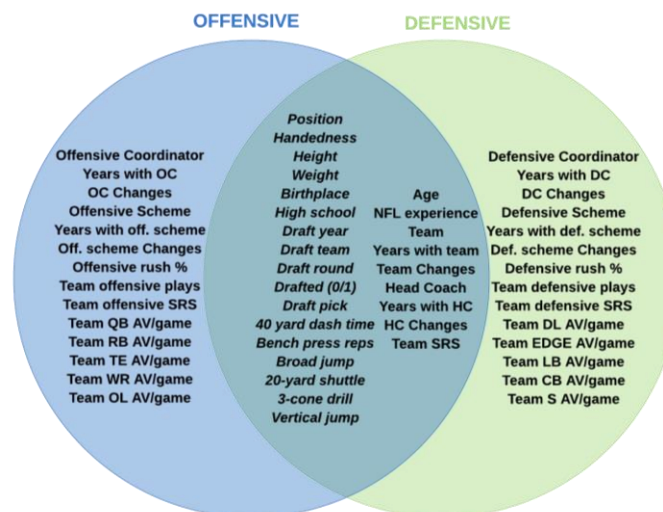 OFFENSIVE
DEFENSIVE
Offensive Coordinator
Years with OC
OC Changes
Offensive Scheme
Years with off. scheme
Off. scheme Changes
Offensive rush %
Team offensive plays
Team offensive SRS
Team QB AV/game
Team RB AV/game
Team TE AV/game
Team WR AV/game
Team OL AV/game
Position
Handedness
Height
Weight
Birthplace
High school
Draft year
Draft team
Draft round
Drafted (0/1)
Draft pick
40 yard dash time
Bench press reps
Broad jump
20-yard shuttle
3-cone drill
Vertical jump
Age
NFL experience
Team
Years with team
Team Changes
Head Coach
Years with HC
HC Changes
Team SRS
Defensive Coordinator
Years with DC
DC Changes
Defensive Scheme
Years with def. scheme
Def. scheme Changes
Defensive rush %
Team defensive plays
Team defensive SRS
Team DL AV/game
Team EDGE AV/game
Team LB AV/game
Team CB AV/game
Team S AV/game